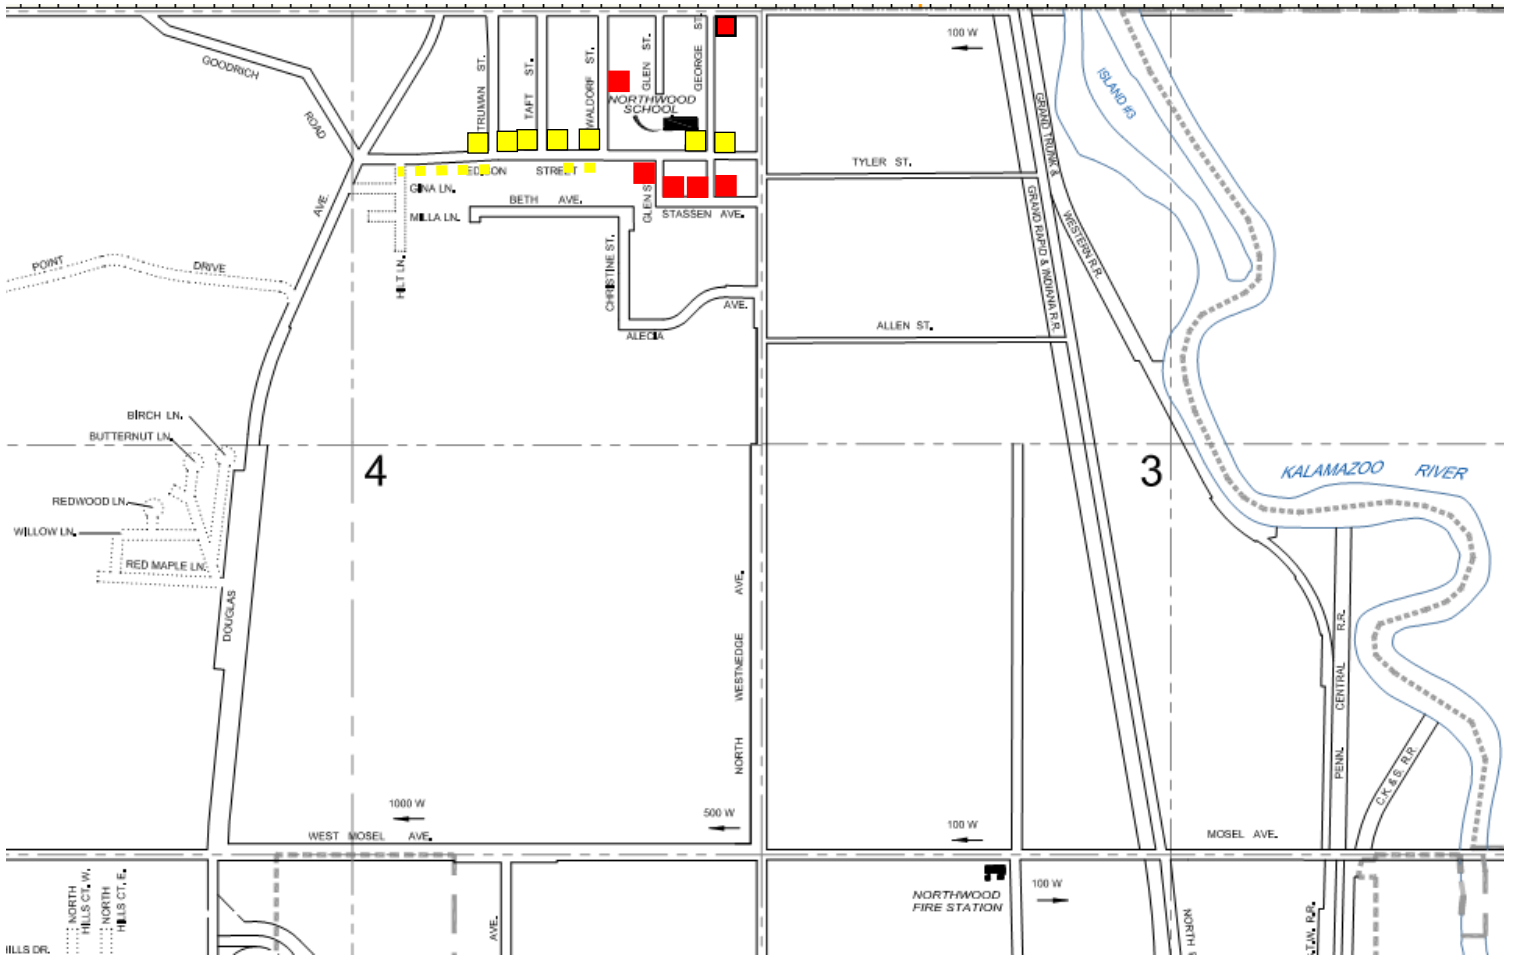 GOODRICH
ROAD
TRUMAN ST.
TAFT ST.
WALDORF ST.
GLEN ST.
GEORGE ST.
NORTHWOOD
SCHOOL
100 W
ISLAND #3
GRAND TRUNK &
WESTERN R.R.
GRAND RAPID & INDIANA R.R.
TYLER ST.
EDISON STREET
GINA LN.
MILLA LN.
HILT LN.
BETH AVE.
GLEN S
STASSEN AVE.
CHRISTINE ST.
AVE.
ALECIA
ALLEN ST.
AVE.
POINT DRIVE
BIRCH LN.
BUTTERNUT LN.
REDWOOD LN.
WILLOW LN.
RED MAPLE LN.
DOUGLAS
4
3
KALAMAZOO RIVER
NORTH WESTNEDGE AVE.
PENN. CENTRAL R.R.
C.K. & S. R.R
1000 W
500 W
100 W
WEST MOSEL AVE.
MOSEL AVE.
NORTHWOOD
FIRE STATION
100 W
NORTH
HILLS CT. W.
NORTH
HILLS CT. E.
HILLS DR.
AVE.
NORTH
.T.W. R.R.